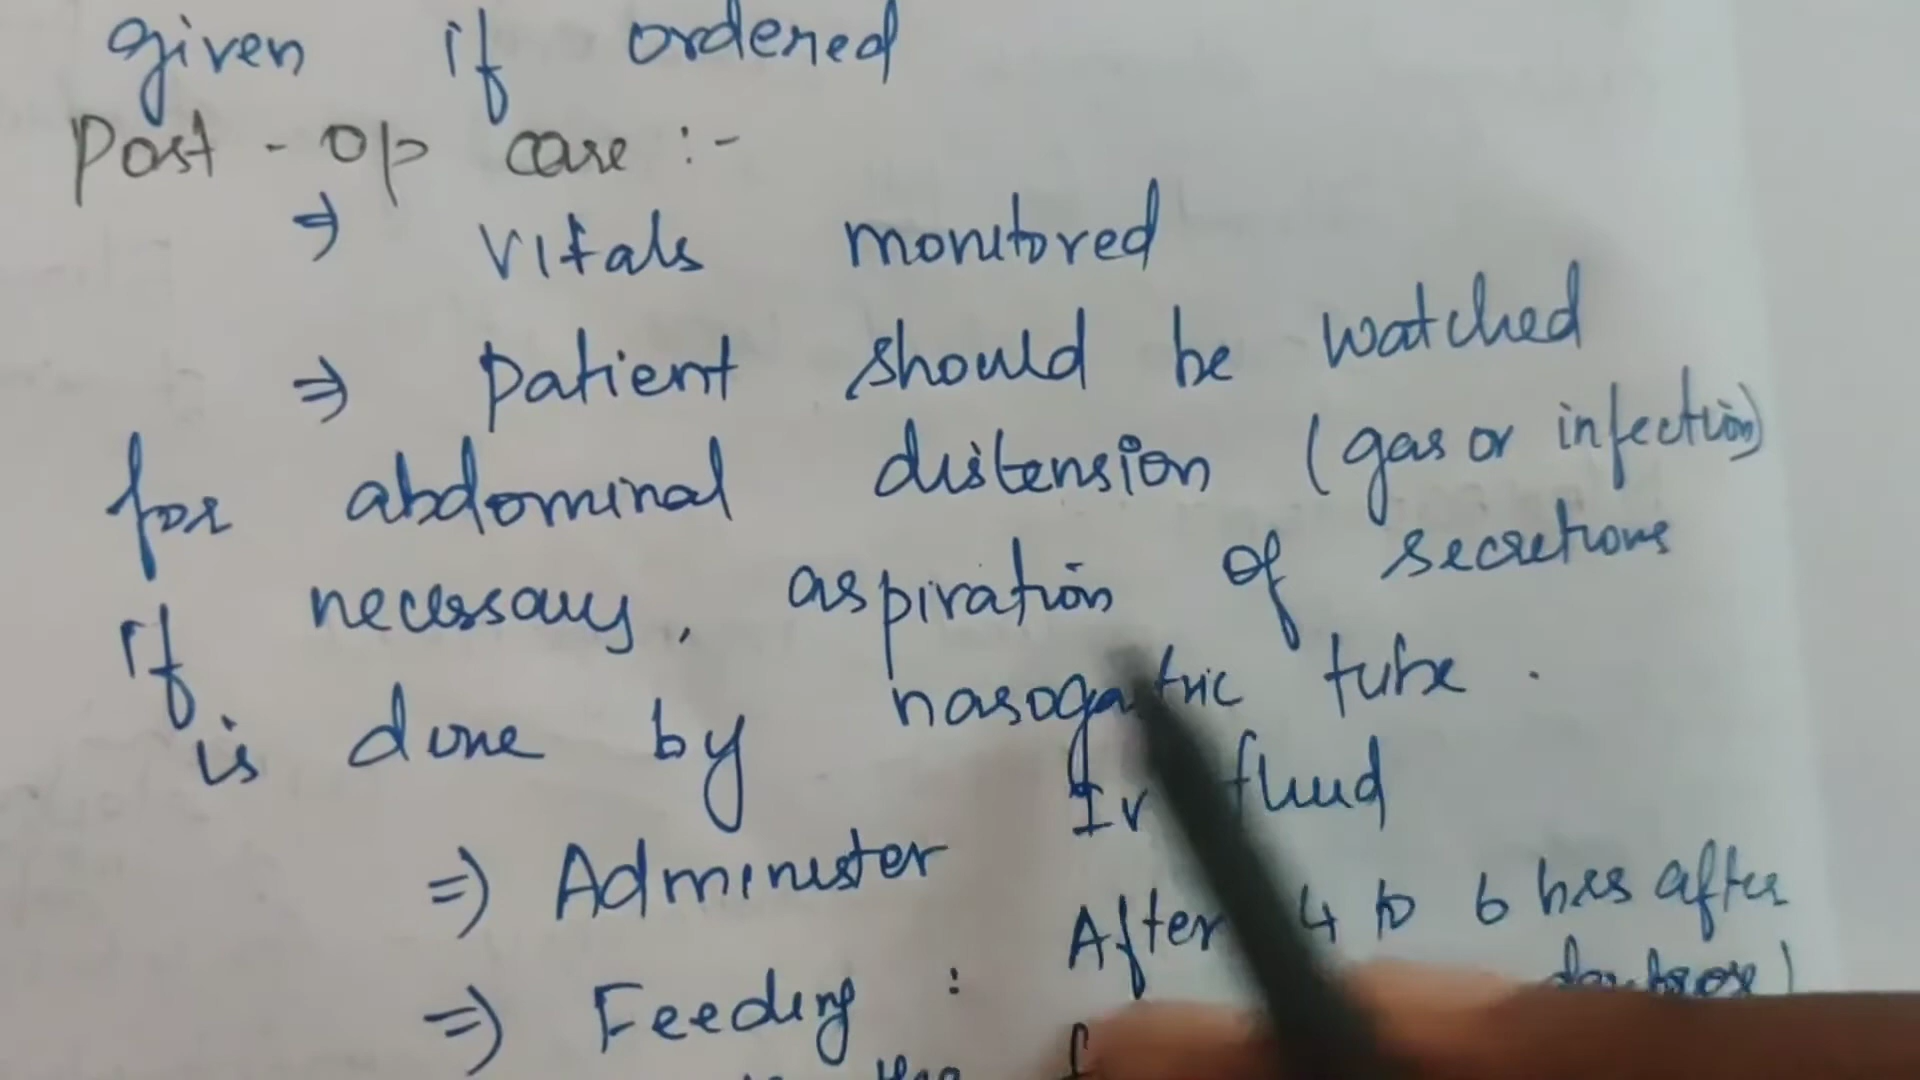 given if ordered
Post - op care :-
⇒ vitals monitored
⇒ patient should be watched
for abdominal distension (gas or infection)
if necessary, aspiration of secretions
is done by nasogatric tube.
⇒ Administer Iv fluid
⇒ Feeding : After 4 to 6 hrs after